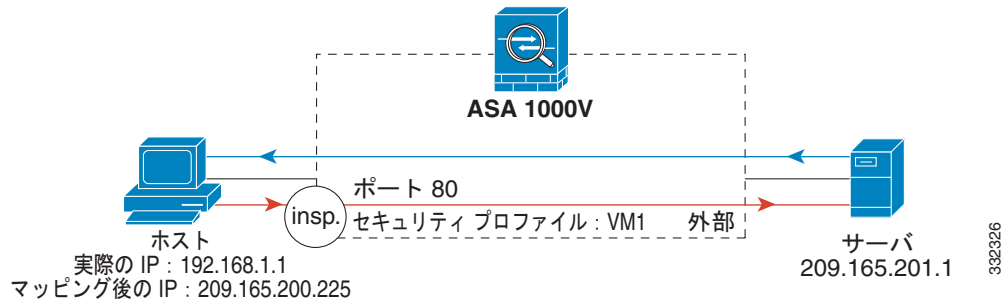 ASA 1000V
ポート 80
insp.
セキュリティ プロファイル : VM1
外部
ホスト
実際の IP : 192.168.1.1
マッピング後の IP : 209.165.200.225
サーバ
209.165.201.1
332326